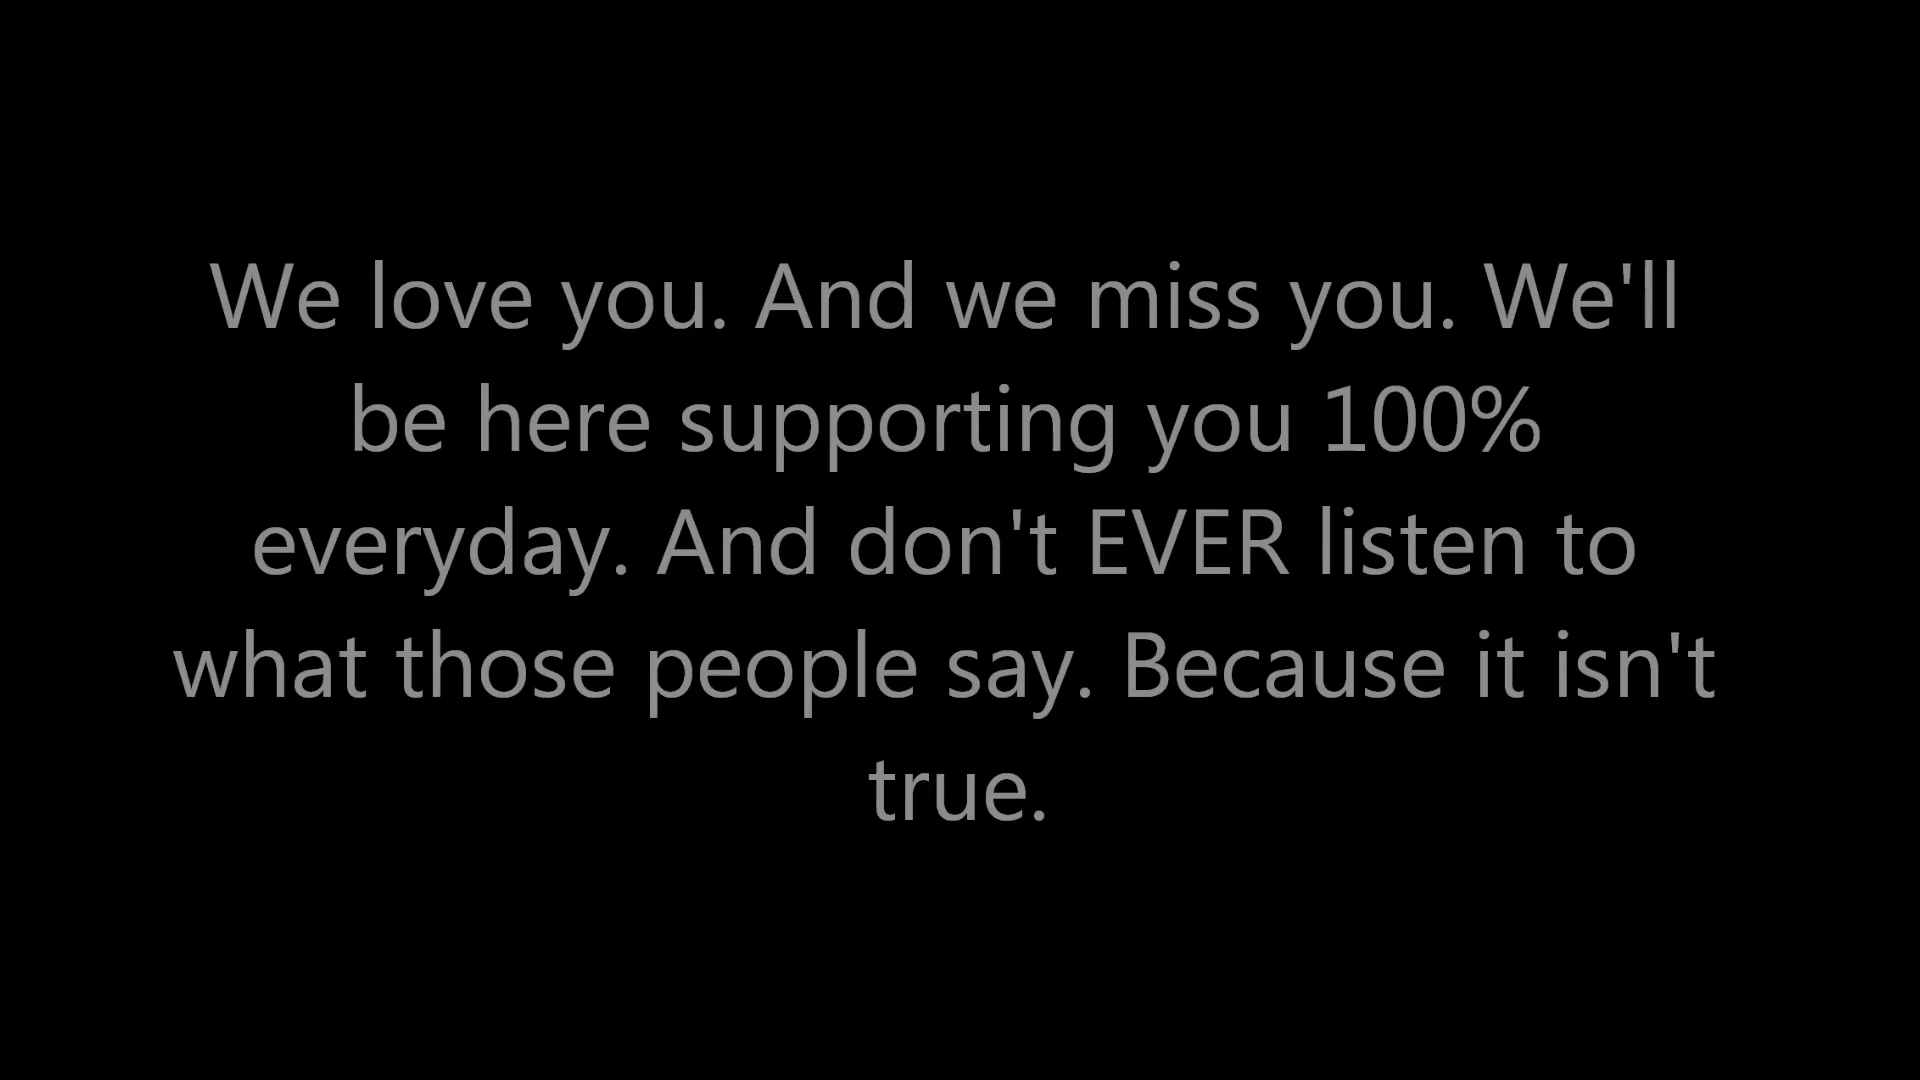 We love you. And we miss you. We'll
be here supporting you 100%
everyday. And don't EVER listen to
what those people say. Because it isn't
true.